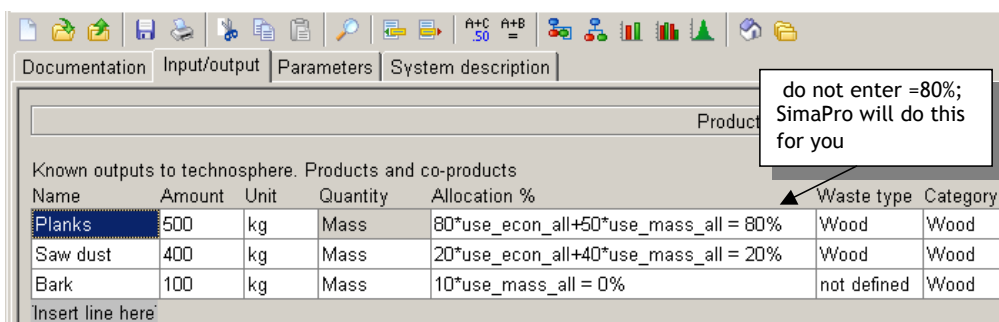 A+C .50 A+B =
Documentation Input/output Parameters System description
do not enter =80%;
SimaPro will do this
for you
Product
Known outputs to technosphere. Products and co-products
Name Amount Unit Quantity Allocation % Waste type Category
Planks 500 kg Mass 80*use_econ_all+50*use_mass_all = 80% Wood Wood
Saw dust 400 kg Mass 20*use_econ_all+40*use_mass_all = 20% Wood Wood
Bark 100 kg Mass 10*use_mass_all = 0% not defined Wood
'Insert line here'